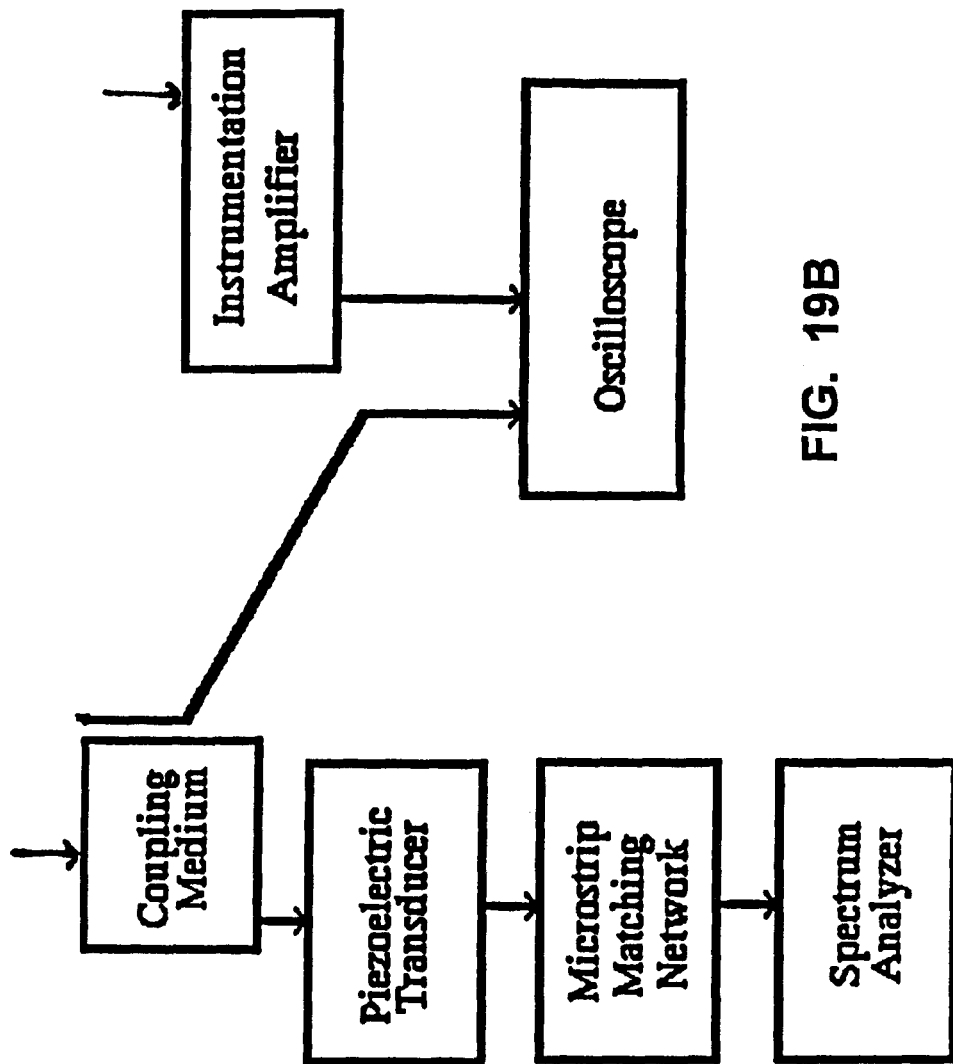 Coupling
Medium
Piezoelectric
Transducer
Microstrip
Matching
Network
Spectrum
Analyzer
Instrumentation
Amplifier
Oscilloscope
FIG. 19B